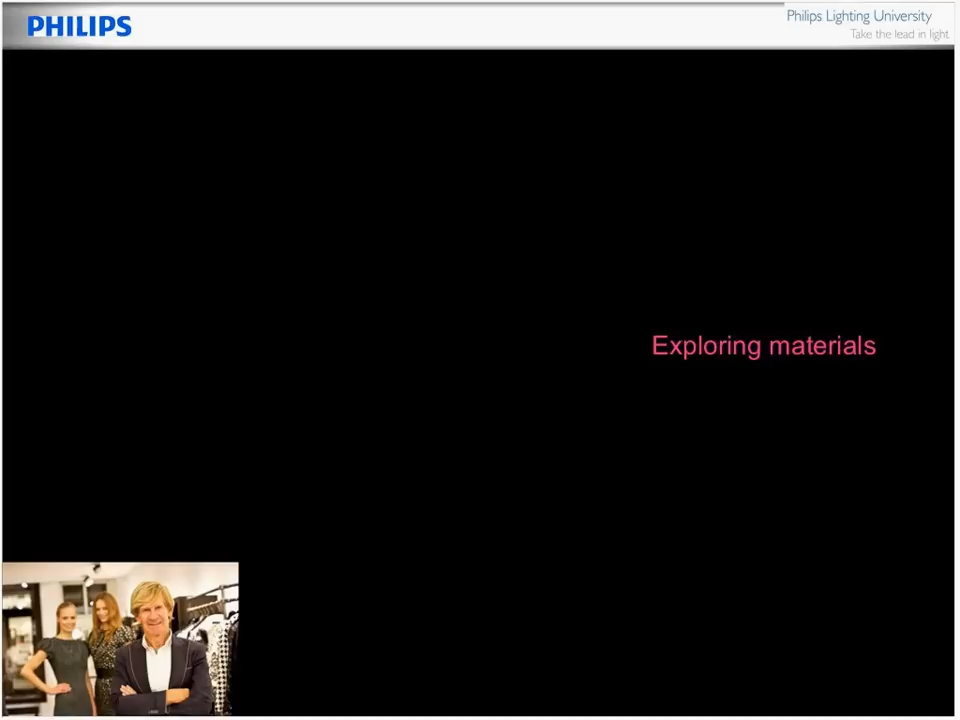 PHILIPS
Philips Lighting University
Take the lead in light
Exploring materials